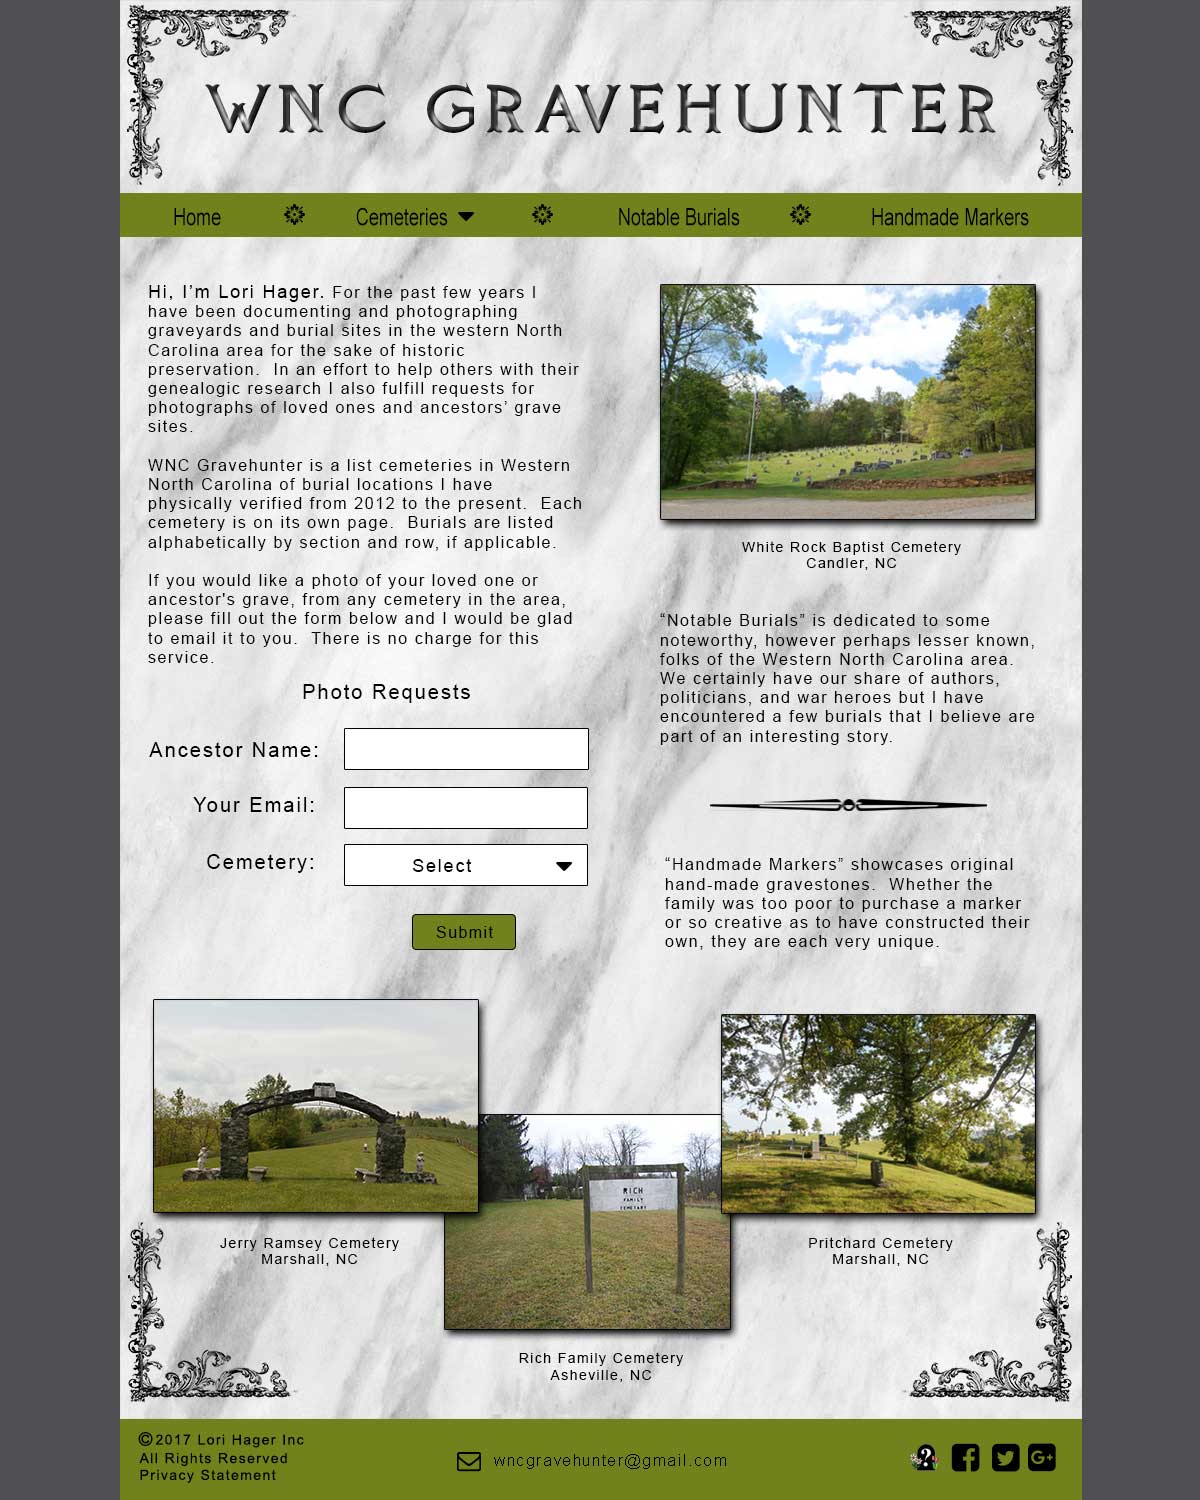 WNC GRAVEHUNTER
Home
Cemeteries
Notable Burials
Handmade Markers
Hi, I’m Lori Hager. For the past few years I
have been documenting and photographing
graveyards and burial sites in the western North
Carolina area for the sake of historic
preservation.  In an effort to help others with their
genealogic research I also fulfill requests for
photographs of loved ones and ancestors’ grave
sites.
WNC Gravehunter is a list cemeteries in Western
North Carolina of burial locations I have
physically verified from 2012 to the present.  Each
cemetery is on its own page.  Burials are listed
alphabetically by section and row, if applicable.
If you would like a photo of your loved one or
ancestor's grave, from any cemetery in the area,
please fill out the form below and I would be glad
to email it to you.  There is no charge for this
service.
Photo Requests
Ancestor Name:
Your Email:
Cemetery:
Select
Submit
White Rock Baptist Cemetery
Candler, NC
“Notable Burials” is dedicated to some
noteworthy, however perhaps lesser known,
folks of the Western North Carolina area.
We certainly have our share of authors,
politicians, and war heroes but I have
encountered a few burials that I believe are
part of an interesting story.
“Handmade Markers” showcases original
hand-made gravestones.  Whether the
family was too poor to purchase a marker
or so creative as to have constructed their
own, they are each very unique.
Jerry Ramsey Cemetery
Marshall, NC
RICH
FAMILY
CEMETARY
Rich Family Cemetery
Asheville, NC
Pritchard Cemetery
Marshall, NC
©2017 Lori Hager Inc
All Rights Reserved
Privacy Statement
wncgravehunter@gmail.com
?
f
G+